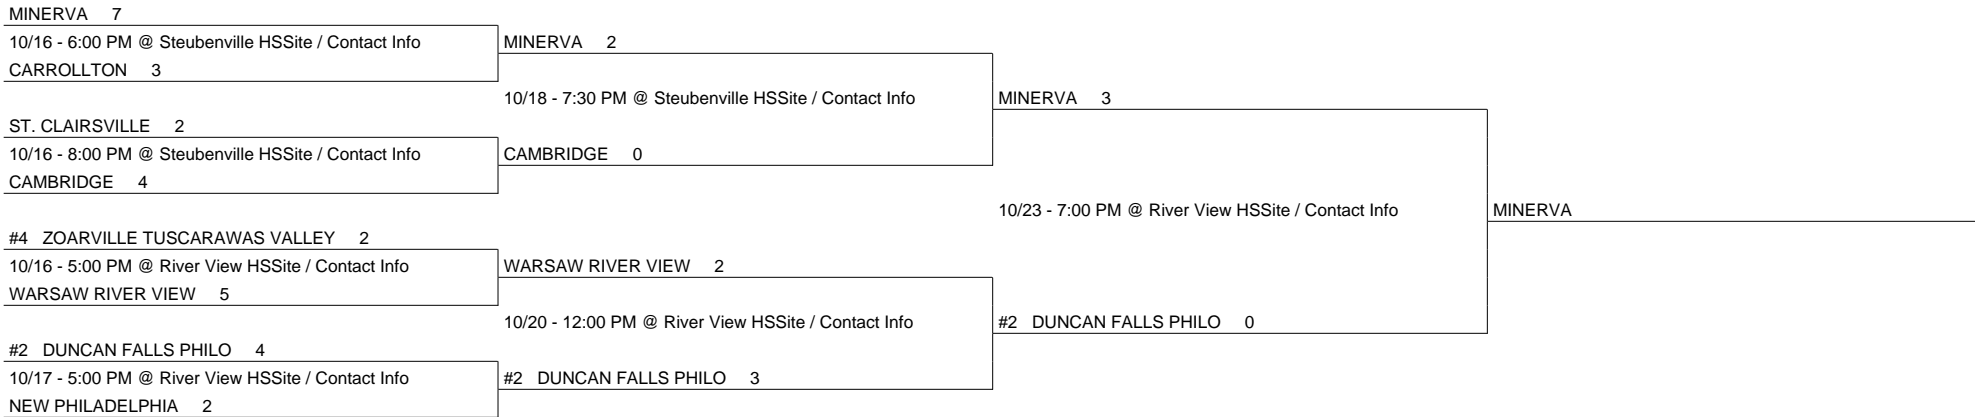 MINERVA 7
10/16 - 6:00 PM @ Steubenville HSSite / Contact Info
CARROLLTON 3
MINERVA 2
10/18 - 7:30 PM @ Steubenville HSSite / Contact Info
MINERVA 3
ST. CLAIRSVILLE 2
10/16 - 8:00 PM @ Steubenville HSSite / Contact Info
CAMBRIDGE 4
CAMBRIDGE 0
10/23 - 7:00 PM @ River View HSSite / Contact Info
MINERVA
#4 ZOARVILLE TUSCARAWAS VALLEY 2
10/16 - 5:00 PM @ River View HSSite / Contact Info
WARSAW RIVER VIEW 5
WARSAW RIVER VIEW 2
10/20 - 12:00 PM @ River View HSSite / Contact Info
#2 DUNCAN FALLS PHILO 0
#2 DUNCAN FALLS PHILO 4
10/17 - 5:00 PM @ River View HSSite / Contact Info
NEW PHILADELPHIA 2
#2 DUNCAN FALLS PHILO 3